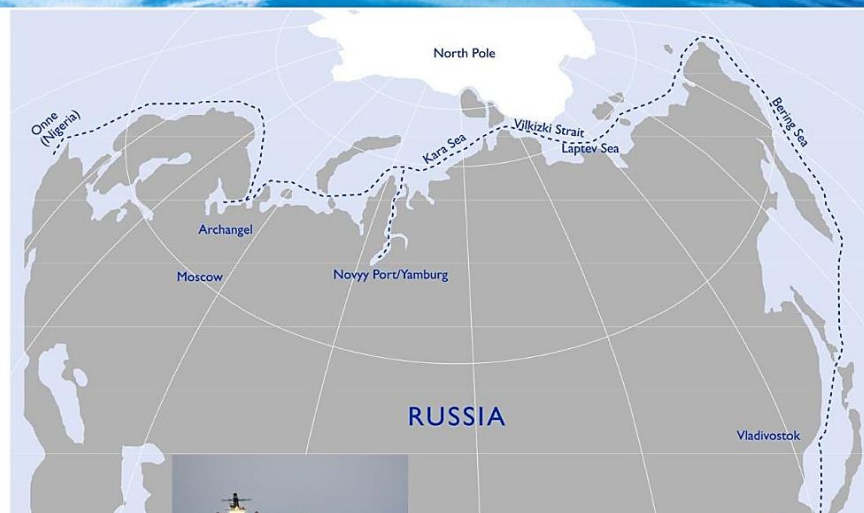 North Pole
Onne
(Nigeria)
Bering Sea
Vilkizki Strait
Kara Sea
Laptev Sea
Archangel
Moscow
Novyy Port/Yamburg
RUSSIA
Vladivostok